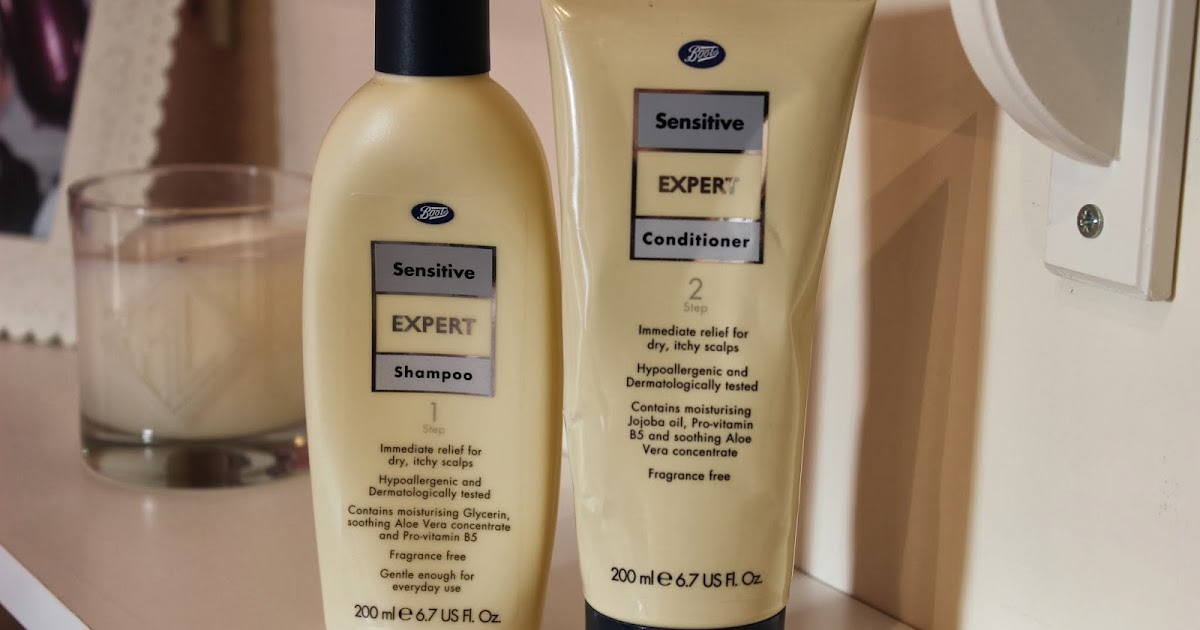 Boots
Sensitive
EXPERT
Shampoo
1
Step
Immediate relief for
dry, itchy scalps
Hypoallergenic and
Dermatologically tested
Contains moisturising Glycerin,
soothing Aloe Vera concentrate
and Pro-vitamin B5
Fragrance free
Gentle enough for
everyday use
200 ml ℮ 6.7 US Fl. Oz.
Boots
Sensitive
EXPERT
Conditioner
2
Step
Immediate relief for
dry, itchy scalps
Hypoallergenic and
Dermatologically tested
Contains moisturising
Jojoba oil, Pro-vitamin
B5 and soothing Aloe
Vera concentrate
Fragrance free
200 ml ℮ 6.7 US Fl. Oz.